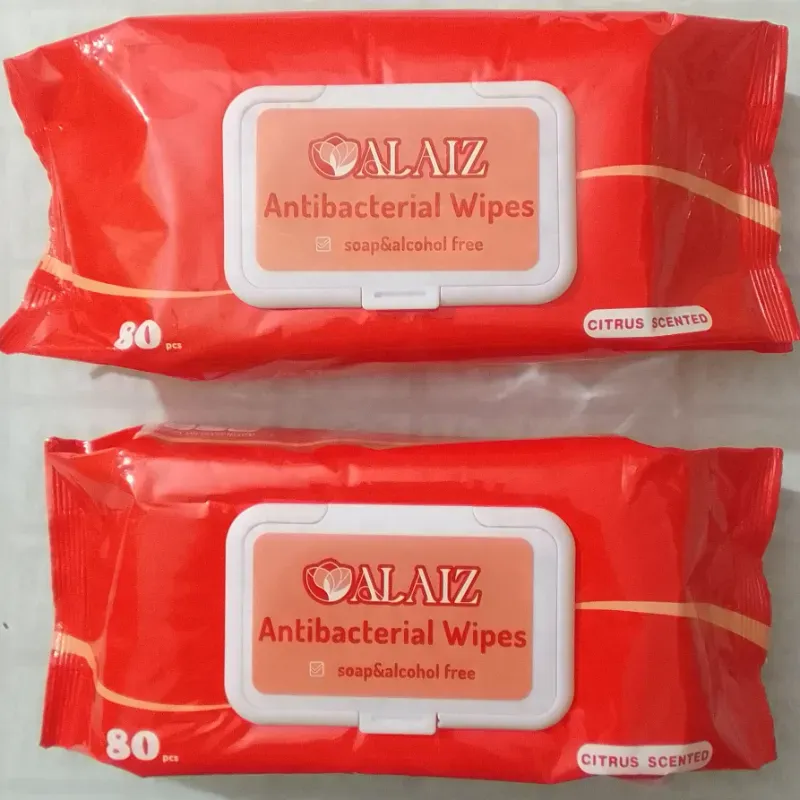 ALAIZ
Antibacterial Wipes
soap&alcohol free
80 pcs
CITRUS SCENTED
ALAIZ
Antibacterial Wipes
soap&alcohol free
80 pcs
CITRUS SCENTED